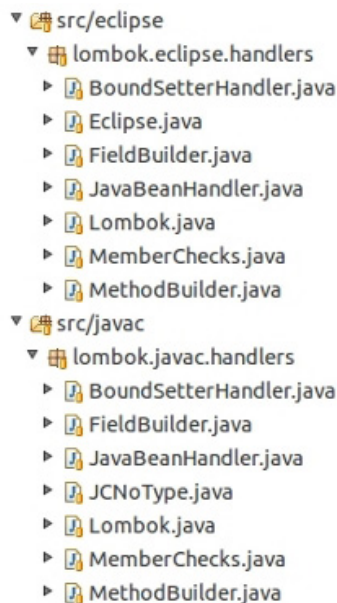 src/eclipse
lombok.eclipse.handlers
BoundSetterHandler.java
Eclipse.java
FieldBuilder.java
JavaBeanHandler.java
Lombok.java
MemberChecks.java
MethodBuilder.java
src/javac
lombok.javac.handlers
BoundSetterHandler.java
FieldBuilder.java
JavaBeanHandler.java
JCNoType.java
Lombok.java
MemberChecks.java
MethodBuilder.java